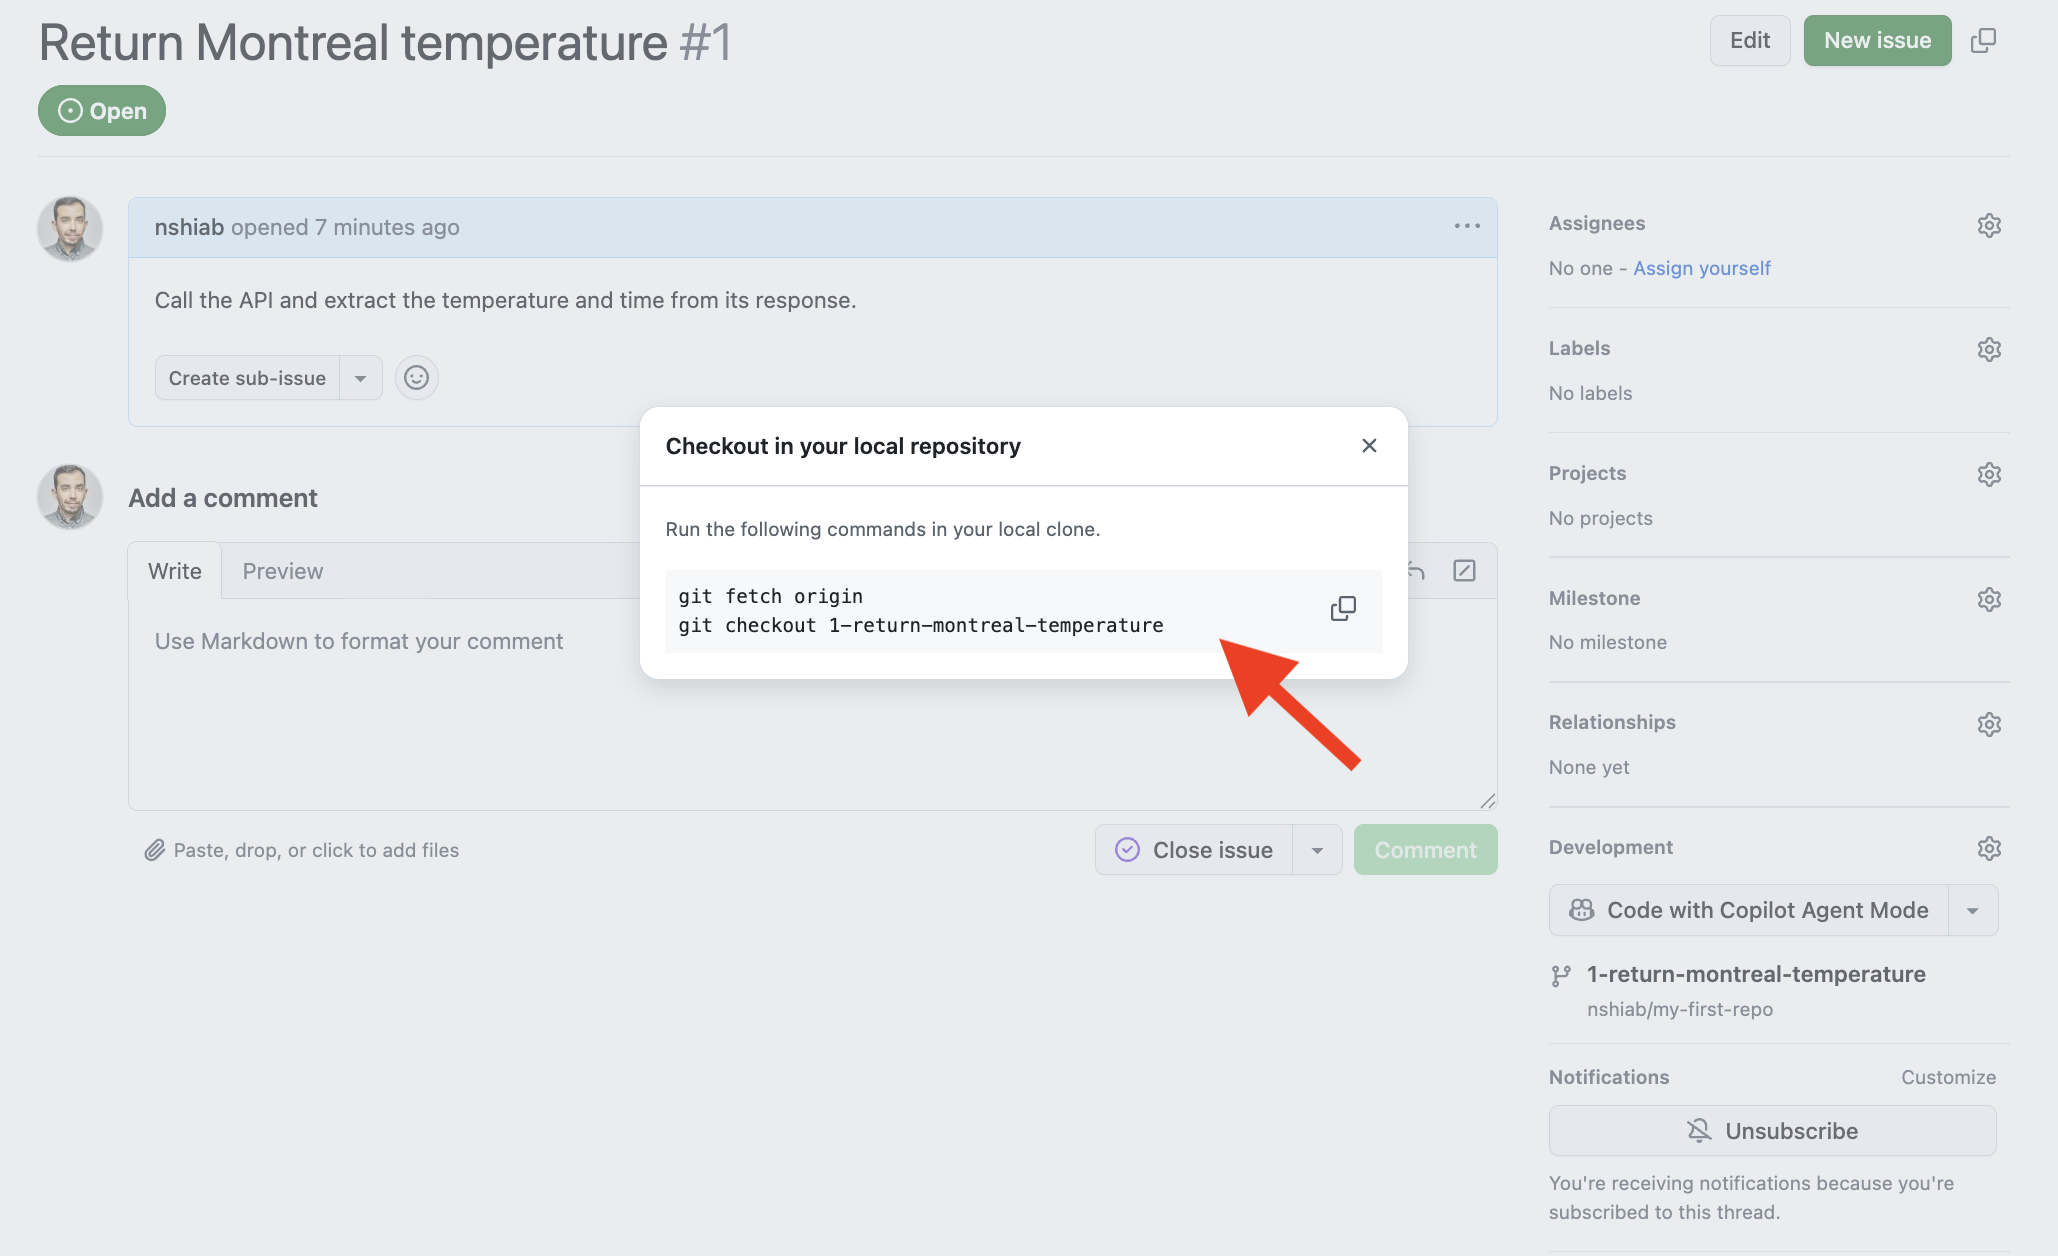 Return Montreal temperature #1
Edit
New issue
Open
nshiab opened 7 minutes ago
Call the API and extract the temperature and time from its response.
Create sub-issue
Add a comment
Write
Preview
Use Markdown to format your comment
Paste, drop, or click to add files
Close issue
Comment
Checkout in your local repository
Run the following commands in your local clone.
git fetch origin
git checkout 1-return-montreal-temperature
Assignees
No one - Assign yourself
Labels
No labels
Projects
No projects
Milestone
No milestone
Relationships
None yet
Development
Code with Copilot Agent Mode
1-return-montreal-temperature
nshiab/my-first-repo
Notifications
Customize
Unsubscribe
You're receiving notifications because you're
subscribed to this thread.